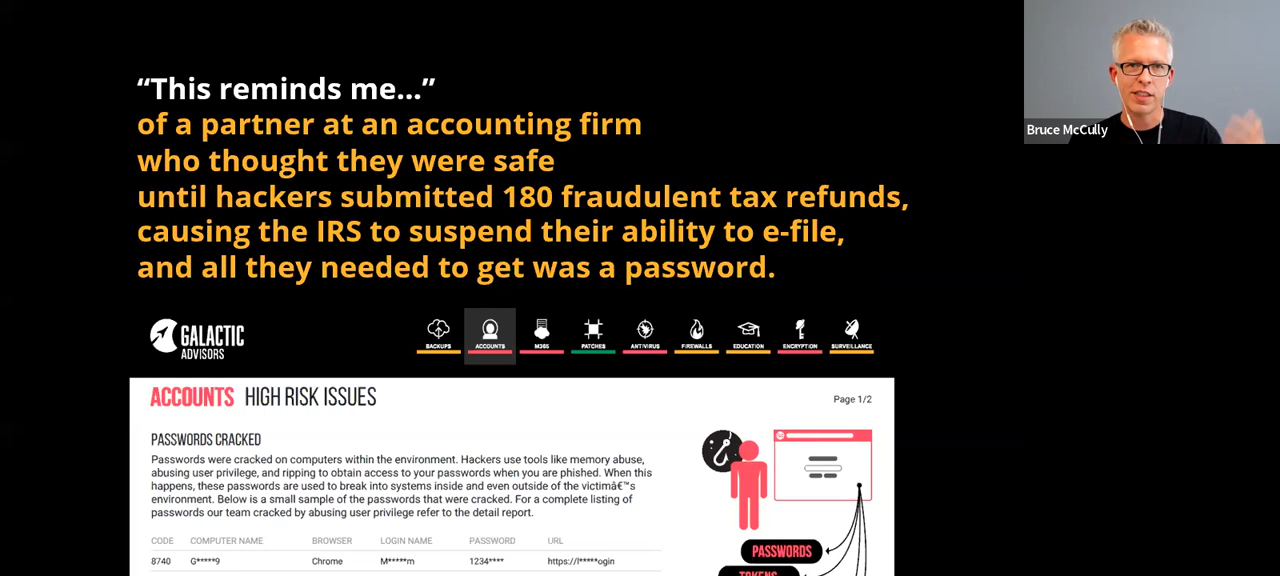 “This reminds me...”
of a partner at an accounting firm
who thought they were safe
until hackers submitted 180 fraudulent tax refunds,
causing the IRS to suspend their ability to e-file,
and all they needed to get was a password.
Bruce McCully
GALACTIC
ADVISORS
BACKUPS ACCOUNTS M365 PATCHES ANTIVIRUS FIREWALLS EDUCATION ENCRYPTION SURVEILLANCE
ACCOUNTS HIGH RISK ISSUES
Page 1/2
PASSWORDS CRACKED
Passwords were cracked on computers within the environment. Hackers use tools like memory abuse,
abusing user privilege, and ripping to obtain access to your passwords when you are phished. When this
happens, these passwords are used to break into systems inside and even outside of the victimâ€™s
environment. Below is a small sample of the passwords that were cracked. For a complete listing of
passwords our team cracked by abusing user privilege refer to the detail report.
CODE COMPUTER NAME BROWSER LOGIN NAME PASSWORD URL
8740 G*****9 Chrome M*****m 1234**** https://l*****ogin
PASSWORDS
TOKENS